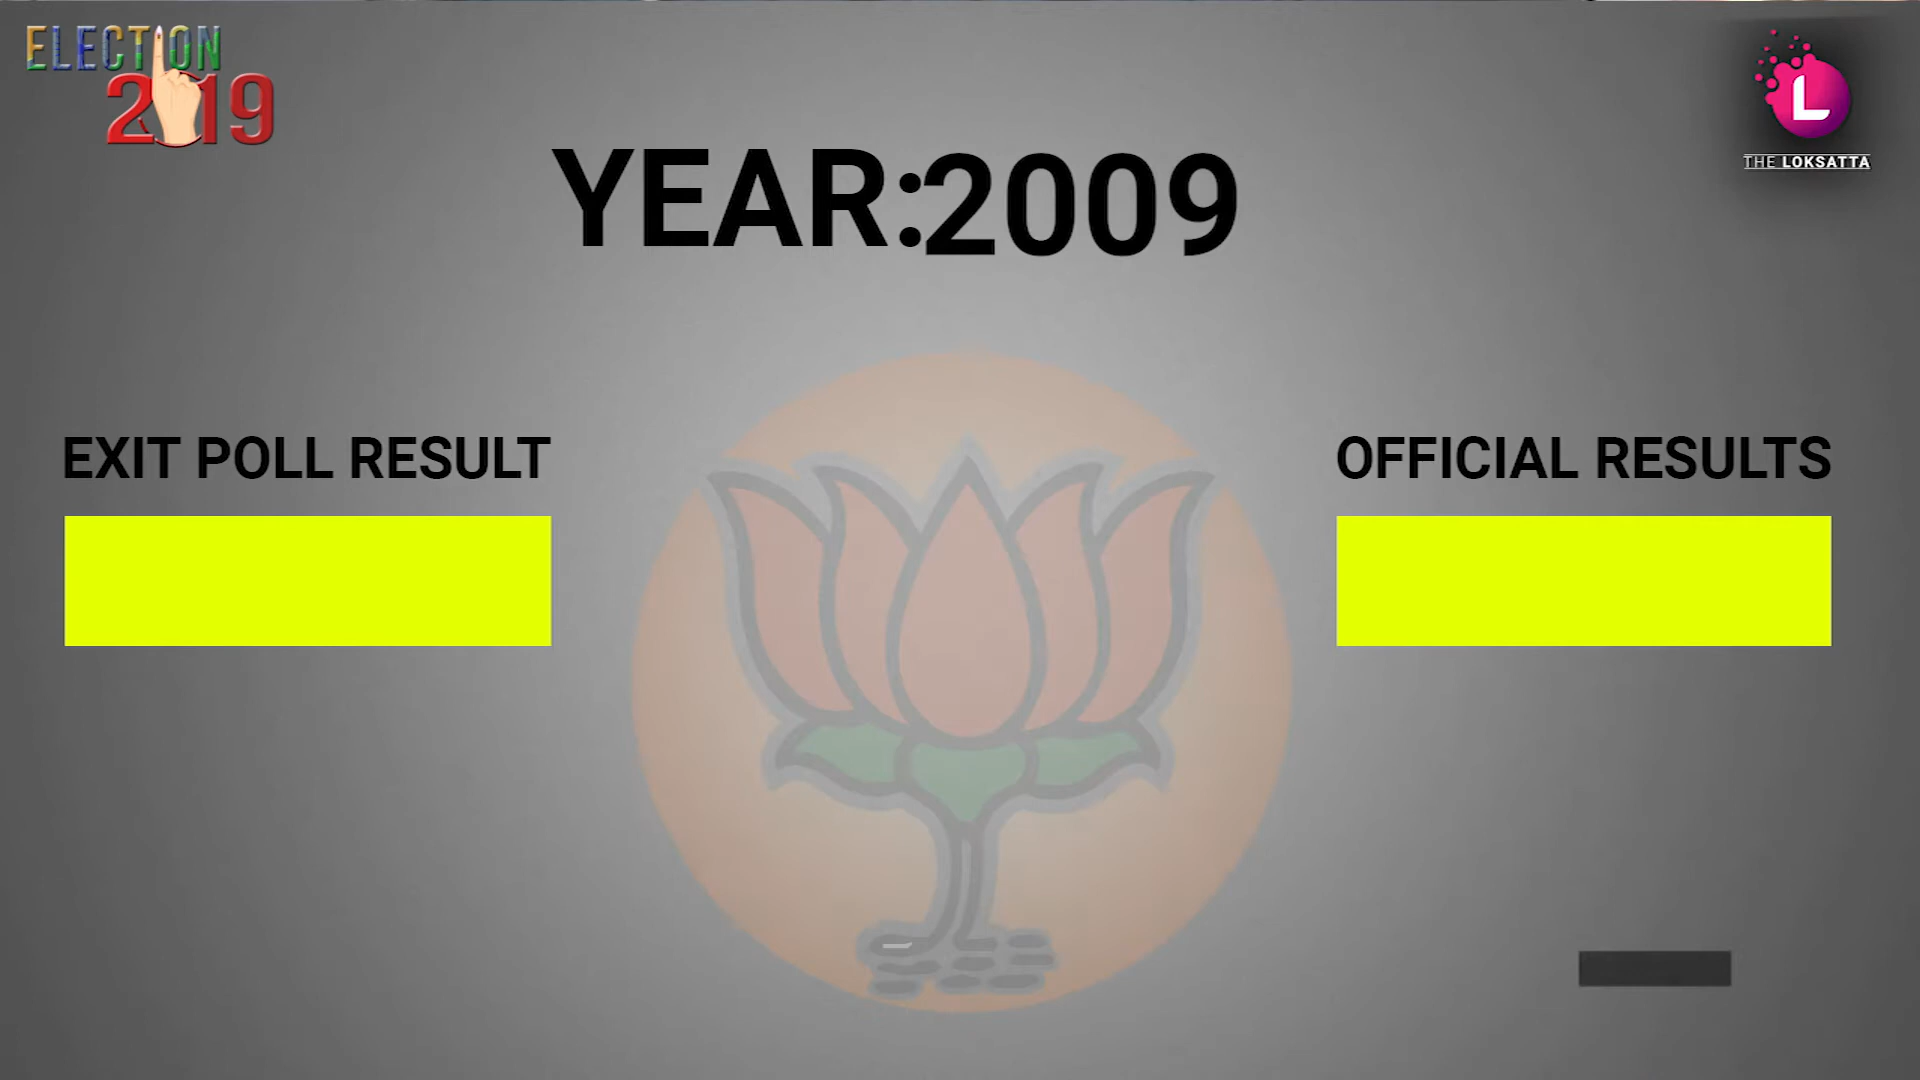 ELECTION
2019
THE LOKSATTA
YEAR:2009
EXIT POLL RESULT
OFFICIAL RESULTS